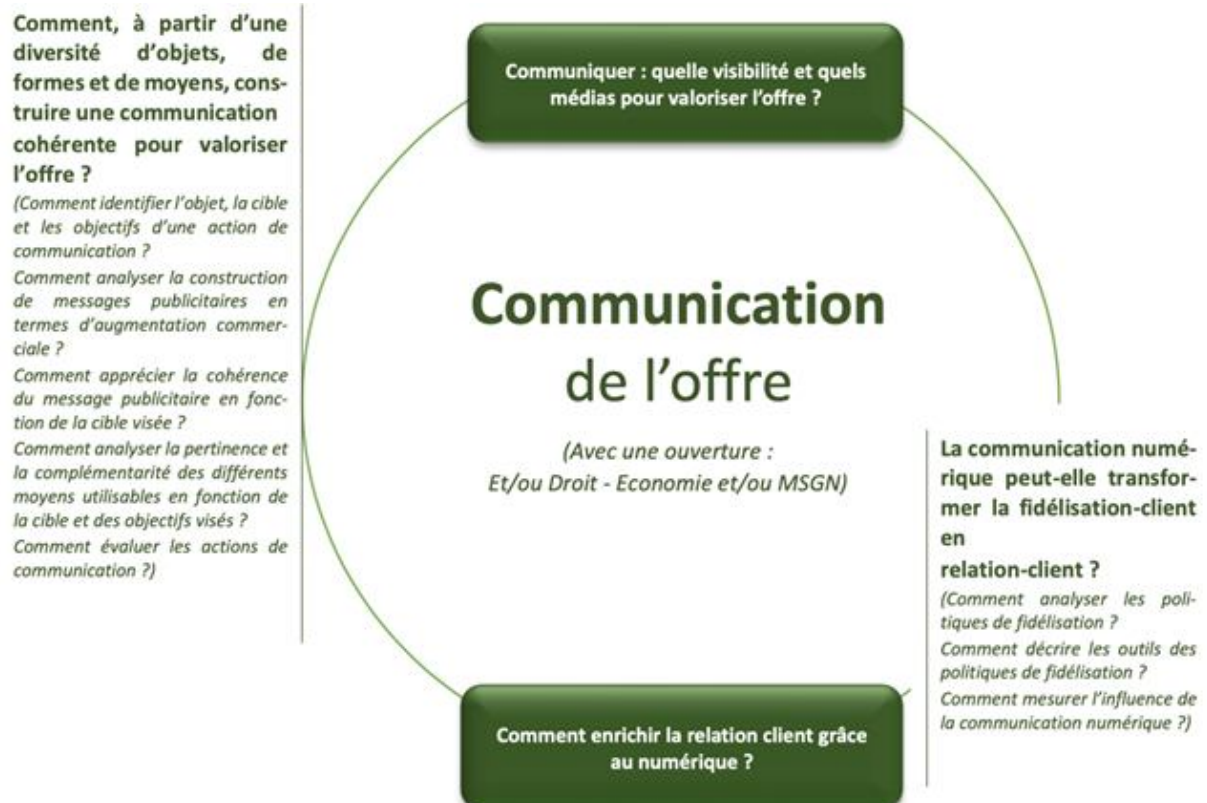 Comment, à partir d'une
diversité d'objets, de
formes et de moyens, cons-
truire une communication
cohérente pour valoriser
l'offre ?
(Comment identifier l'objet, la cible
et les objectifs d'une action de
communication ?
Comment analyser la construction
de messages publicitaires en
termes d'augmentation commer-
ciale ?
Comment apprécier la cohérence
du message publicitaire en fonc-
tion de la cible visée ?
Comment analyser la pertinence et
la complémentarité des différents
moyens utilisables en fonction de
la cible et des objectifs visés ?
Comment évaluer les actions de
communication ?)
Communiquer : quelle visibilité et quels
médias pour valoriser l'offre ?
Communication
de l'offre
(Avec une ouverture :
Et/ou Droit - Economie et/ou MSGN)
La communication numé-
rique peut-elle transfor-
mer la fidélisation-client
en
relation-client ?
(Comment analyser les poli-
tiques de fidélisation ?
Comment décrire les outils des
politiques de fidélisation ?
Comment mesurer l'influence de
la communication numérique ?)
Comment enrichir la relation client grâce
au numérique ?